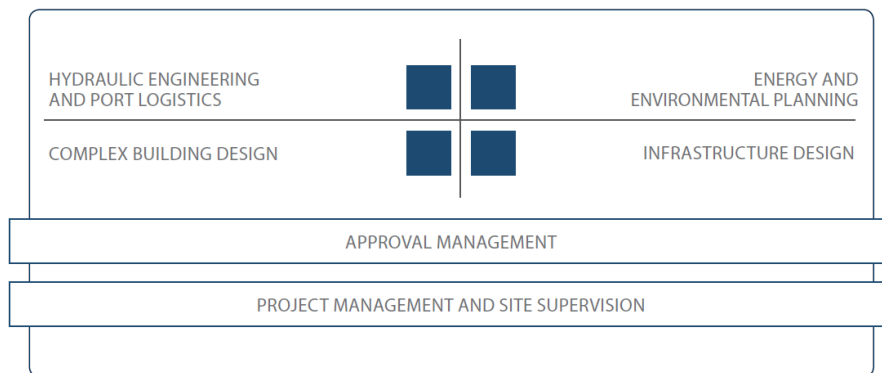 HYDRAULIC ENGINEERING
AND PORT LOGISTICS
ENERGY AND
ENVIRONMENTAL PLANNING
COMPLEX BUILDING DESIGN
INFRASTRUCTURE DESIGN
APPROVAL MANAGEMENT
PROJECT MANAGEMENT AND SITE SUPERVISION